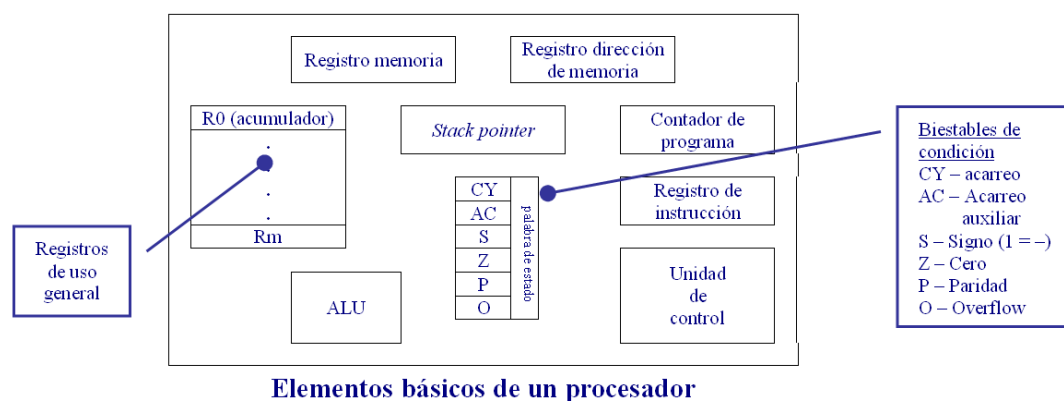 Registro memoria
Registro dirección
de memoria
R0 (acumulador)
.
.
.
.
Rm
Stack pointer
Contador de
programa
CY
AC
S
Z
P
O
palabra de estado
Registro de
instrucción
ALU
Unidad
de
control
Registros
de uso
general
Biestables de
condición
CY – acarreo
AC – Acarreo
auxiliar
S – Signo (1 = –)
Z – Cero
P – Paridad
O – Overflow
Elementos básicos de un procesador